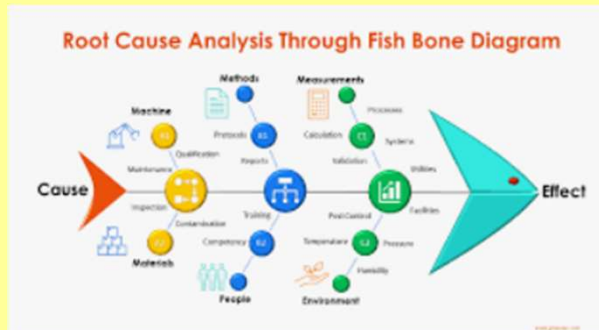 Root Cause Analysis Through Fish Bone Diagram
Methods
Measurements
Machine
Processes
Protocols
Calculation
Systems
Qualification
Reports
Validation
Maintenance
Utilities
Cause
Effect
Inspection
Training
Pest Control
Facilities
Contamination
Competency
Temperature
Pressure
Materials
Humidity
People
Environment